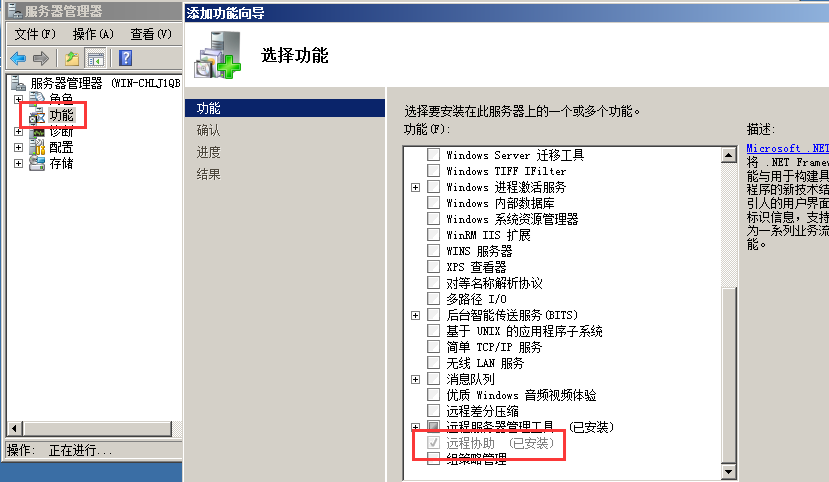 服务器管理器
文件(F) 操作(A) 查看(V)
服务器管理器 (WIN-CHLJ1QB
角色
功能
诊断
配置
存储
操作: 正在进行...
添加功能向导
选择功能
功能
确认
进度
结果
选择要安装在此服务器上的一个或多个功能。
功能(F):
Windows Server 迁移工具
Windows TIFF IFilter
Windows 进程激活服务
Windows 内部数据库
Windows 系统资源管理器
WinRM IIS 扩展
WINS 服务器
XPS 查看器
对等名称解析协议
多路径 I/O
后台智能传送服务(BITS)
基于 UNIX 的应用程序子系统
简单 TCP/IP 服务
无线 LAN 服务
消息队列
优质 Windows 音频视频体验
远程差分压缩
远程服务器管理工具 (已安装)
远程协助 (已安装)
组策略管理
描述:
Microsoft .NET
将 .NET Framew
能与用于构建具
程序的新技术结
引人的用户界面
标识信息，支持
为一系列业务流
能。